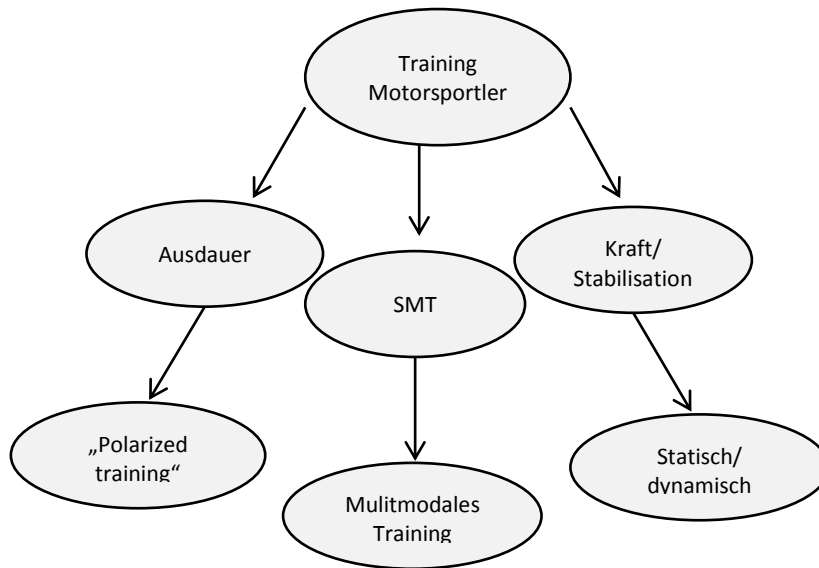 Training
Motorsportler
Ausdauer
Kraft/
Stabilisation
SMT
„Polarized
training“
Statisch/
dynamisch
Mulitmodales
Training